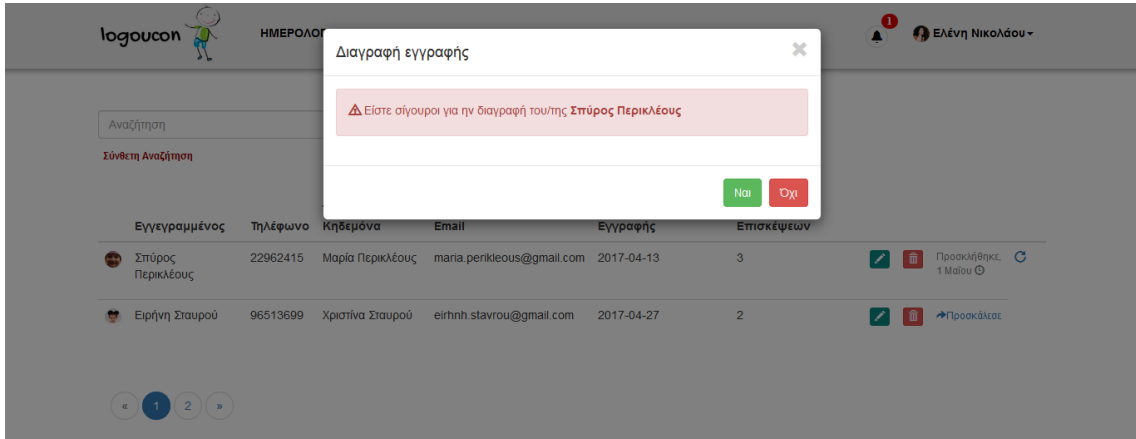 logoucon
ΗΜΕΡΟΛΟΓ
1
Ελένη Νικολάου
Διαγραφή εγγραφής
×
Είστε σίγουροι για ην διαγραφή του/της Σπύρος Περικλέους
Ναι
Όχι
Αναζήτηση
Σύνθετη Αναζήτηση
Εγγεγραμμένος Τηλέφωνο Κηδεμόνα Email Εγγραφής Επισκέψεων
Σπύρος 22962415 Μαρία Περικλέους maria.perikleous@gmail.com 2017-04-13 3 Προσκλήθηκε,
Περικλέους 1 Μαΐου
Ειρήνη Σταυρού 96513699 Χριστίνα Σταυρού eirhnh.stavrou@gmail.com 2017-04-27 2 Προσκάλεσε
« 1 2 »